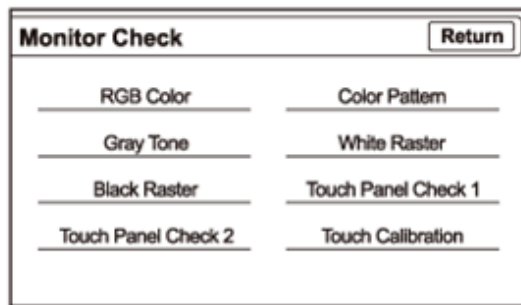 Monitor Check Return
RGB Color Color Pattern
Gray Tone White Raster
Black Raster Touch Panel Check 1
Touch Panel Check 2 Touch Calibration